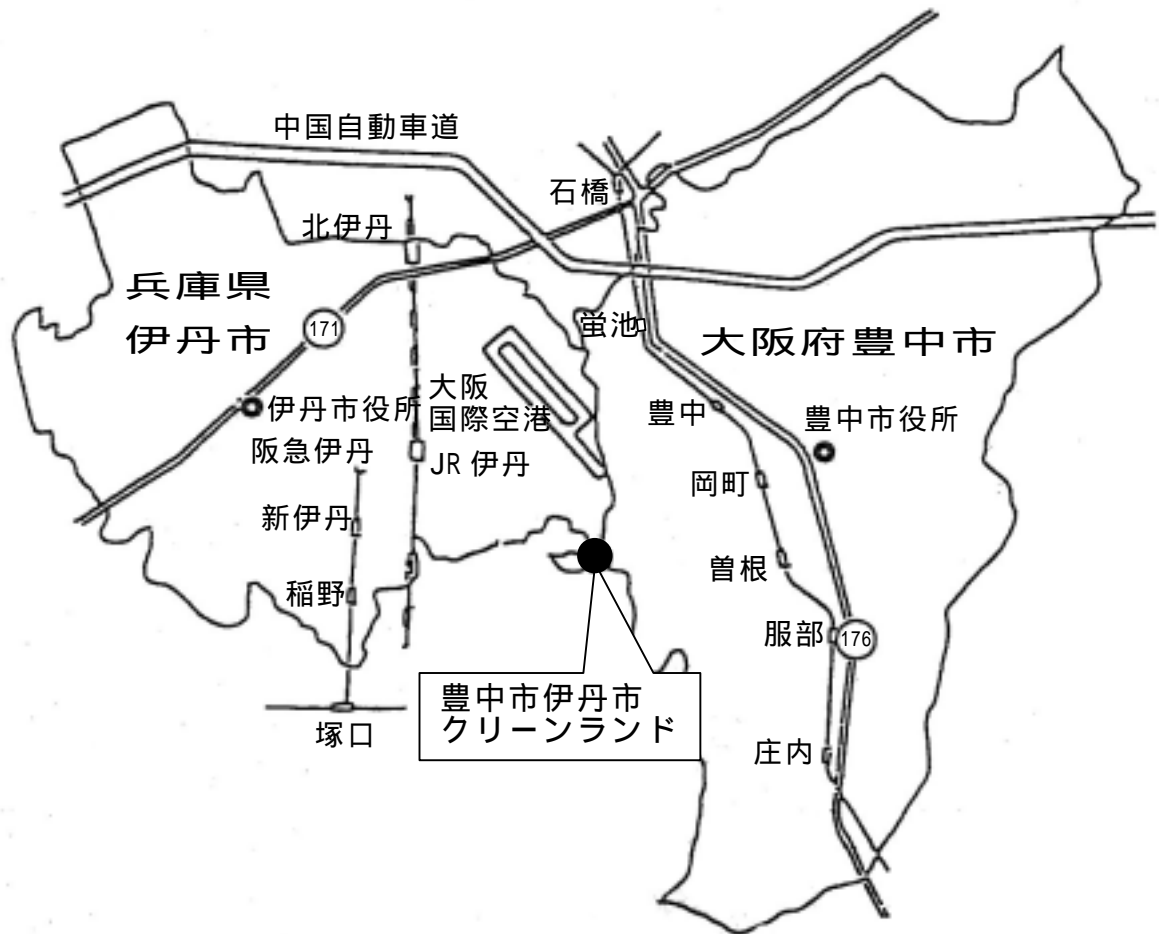 中国自動車道
石橋
北伊丹
兵庫県
伊丹市
171
蛍池
大阪府豊中市
大阪
国際空港
伊丹市役所
豊中
豊中市役所
阪急伊丹
JR 伊丹
岡町
新伊丹
曽根
稲野
服部
176
豊中市伊丹市
クリーンランド
塚口
庄内